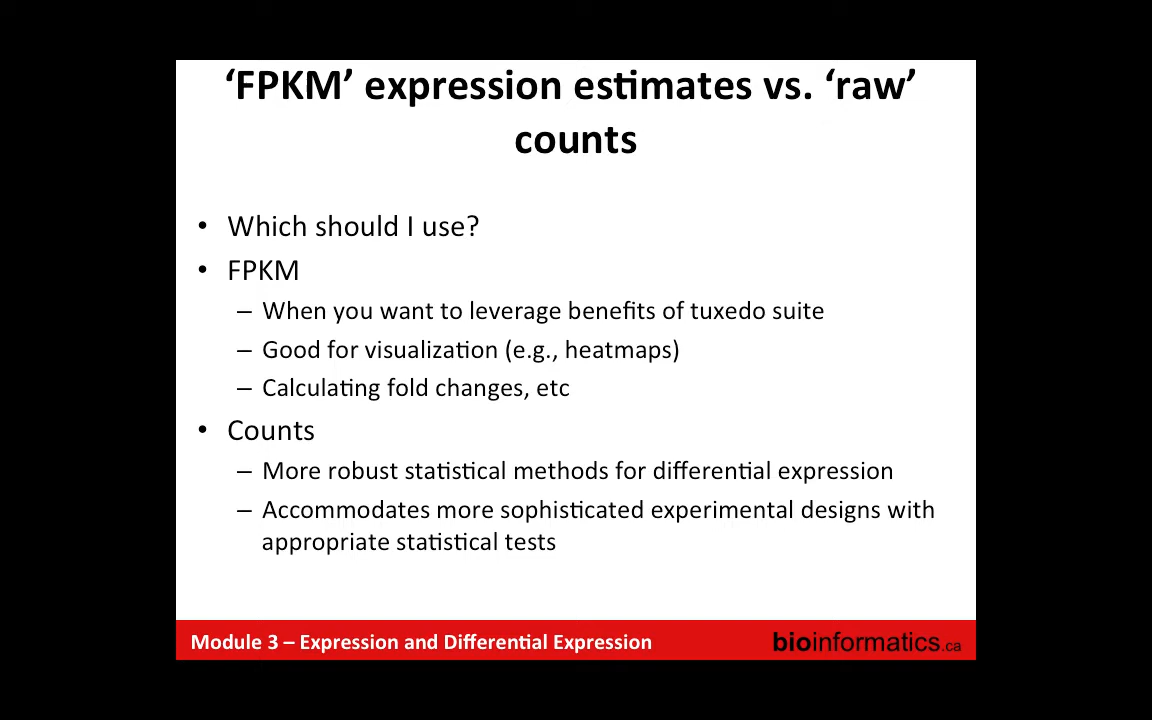 ‘FPKM’ expression estimates vs. ‘raw’
counts
• Which should I use?
• FPKM
– When you want to leverage benefits of tuxedo suite
– Good for visualization (e.g., heatmaps)
– Calculating fold changes, etc
• Counts
– More robust statistical methods for differential expression
– Accommodates more sophisticated experimental designs with
appropriate statistical tests
Module 3 – Expression and Differential Expression
bioinformatics.ca